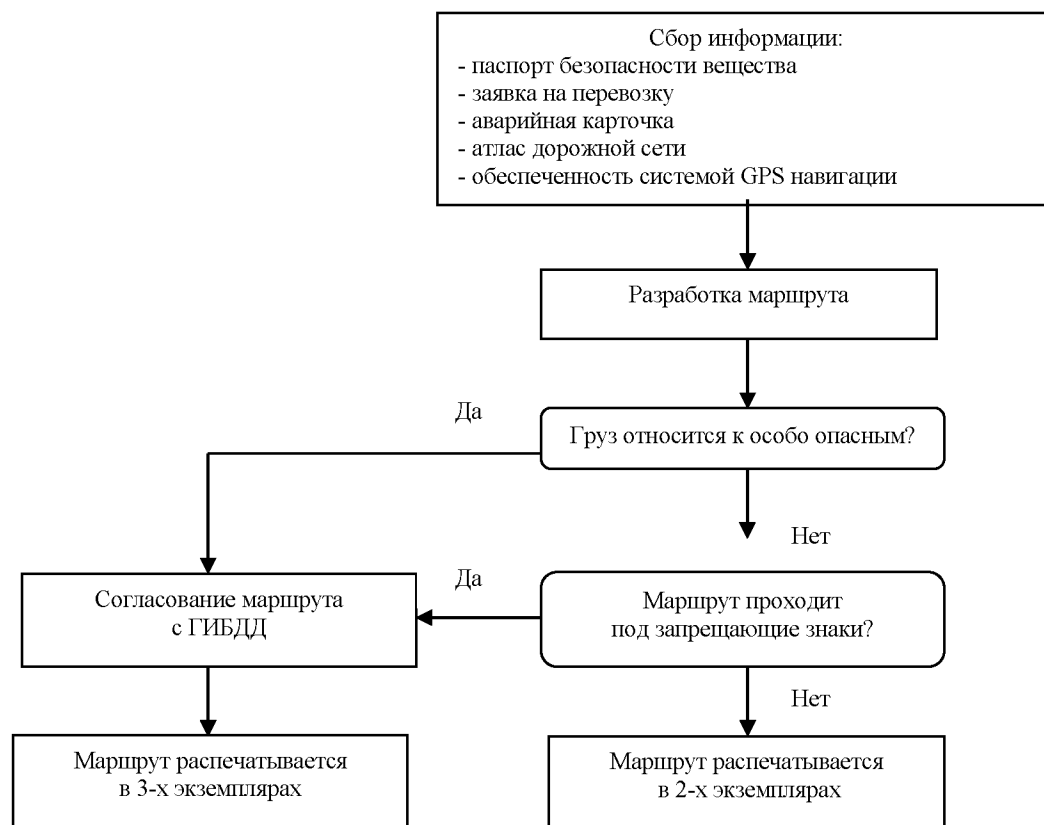 Сбор информации:
- паспорт безопасности вещества
- заявка на перевозку
- аварийная карточка
- атлас дорожной сети
- обеспеченность системой GPS навигации
Разработка маршрута
Да
Груз относится к особо опасным?
Нет
Да
Согласование маршрута
с ГИБДД
Маршрут проходит
под запрещающие знаки?
Нет
Маршрут распечатывается
в 3-х экземплярах
Маршрут распечатывается
в 2-х экземплярах